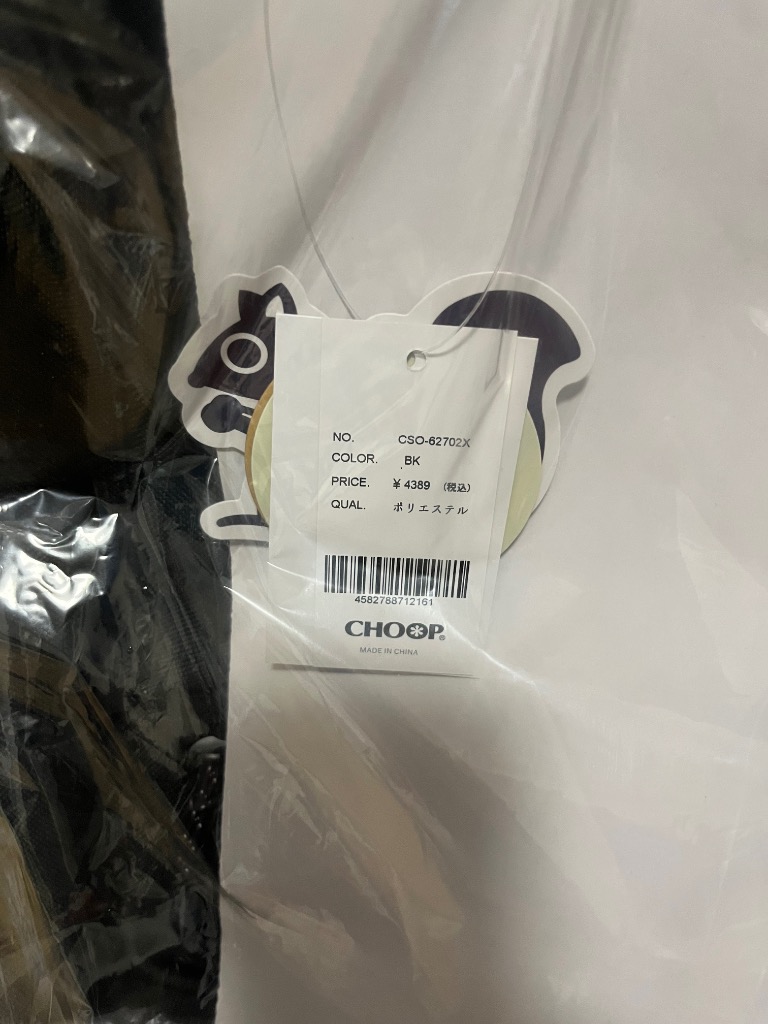 NO. CSO-62702X
COLOR. BK
PRICE. ¥ 4389 (税込)
QUAL. ポリエステル
4582788712161
CHOOP®
MADE IN CHINA